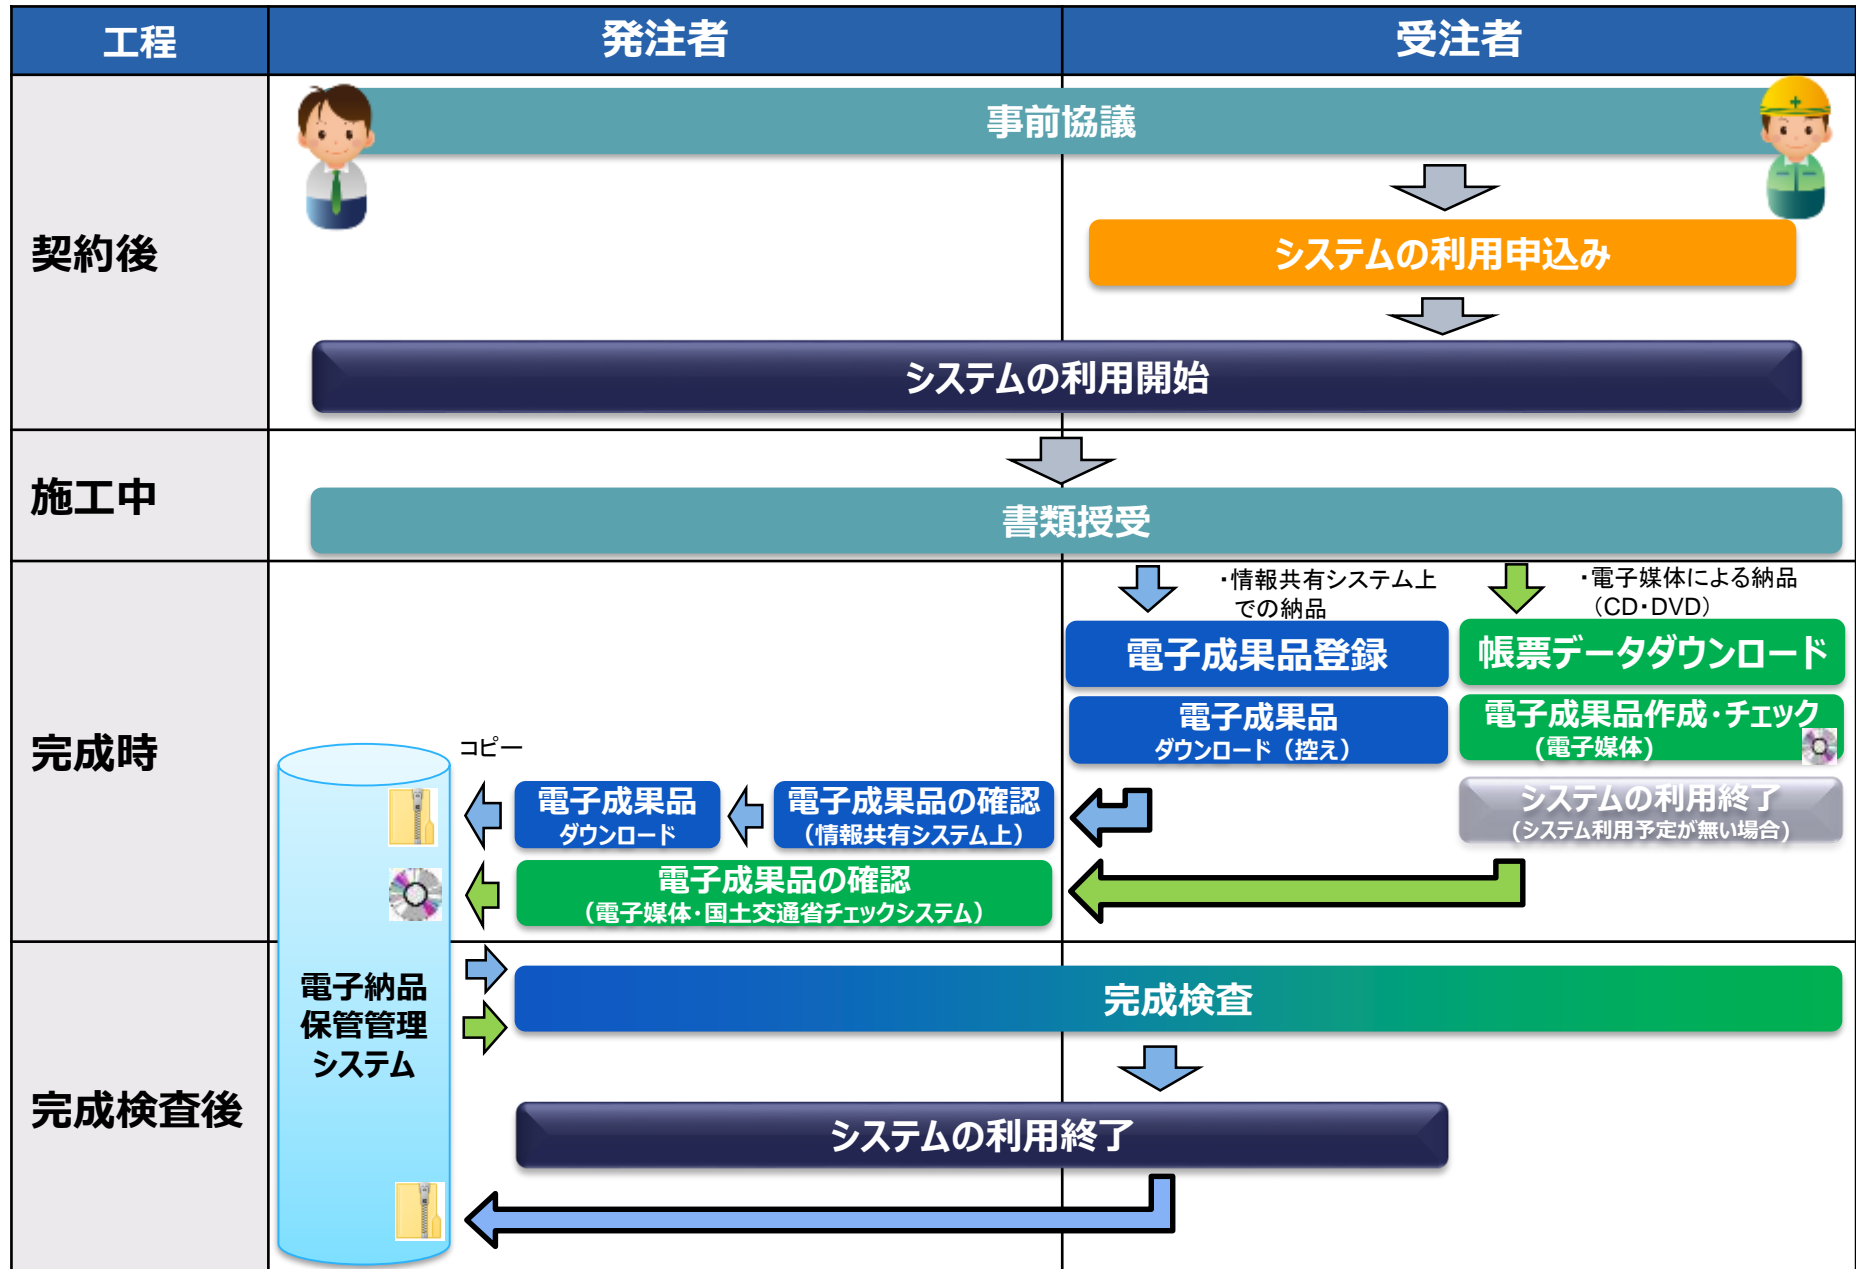 工程
発注者
受注者
契約後
事前協議
システムの利用申込み
システムの利用開始
施工中
書類授受
完成時
・情報共有システム上
での納品
・電子媒体による納品
（CD・DVD）
電子成果品登録
帳票データダウンロード
電子成果品
ダウンロード（控え）
電子成果品作成・チェック
(電子媒体)
コピー
電子成果品
ダウンロード
電子成果品の確認
（情報共有システム上）
システムの利用終了
(システム利用予定が無い場合)
電子成果品の確認
（電子媒体・国土交通省チェックシステム）
完成検査後
電子納品
保管管理
システム
完成検査
システムの利用終了